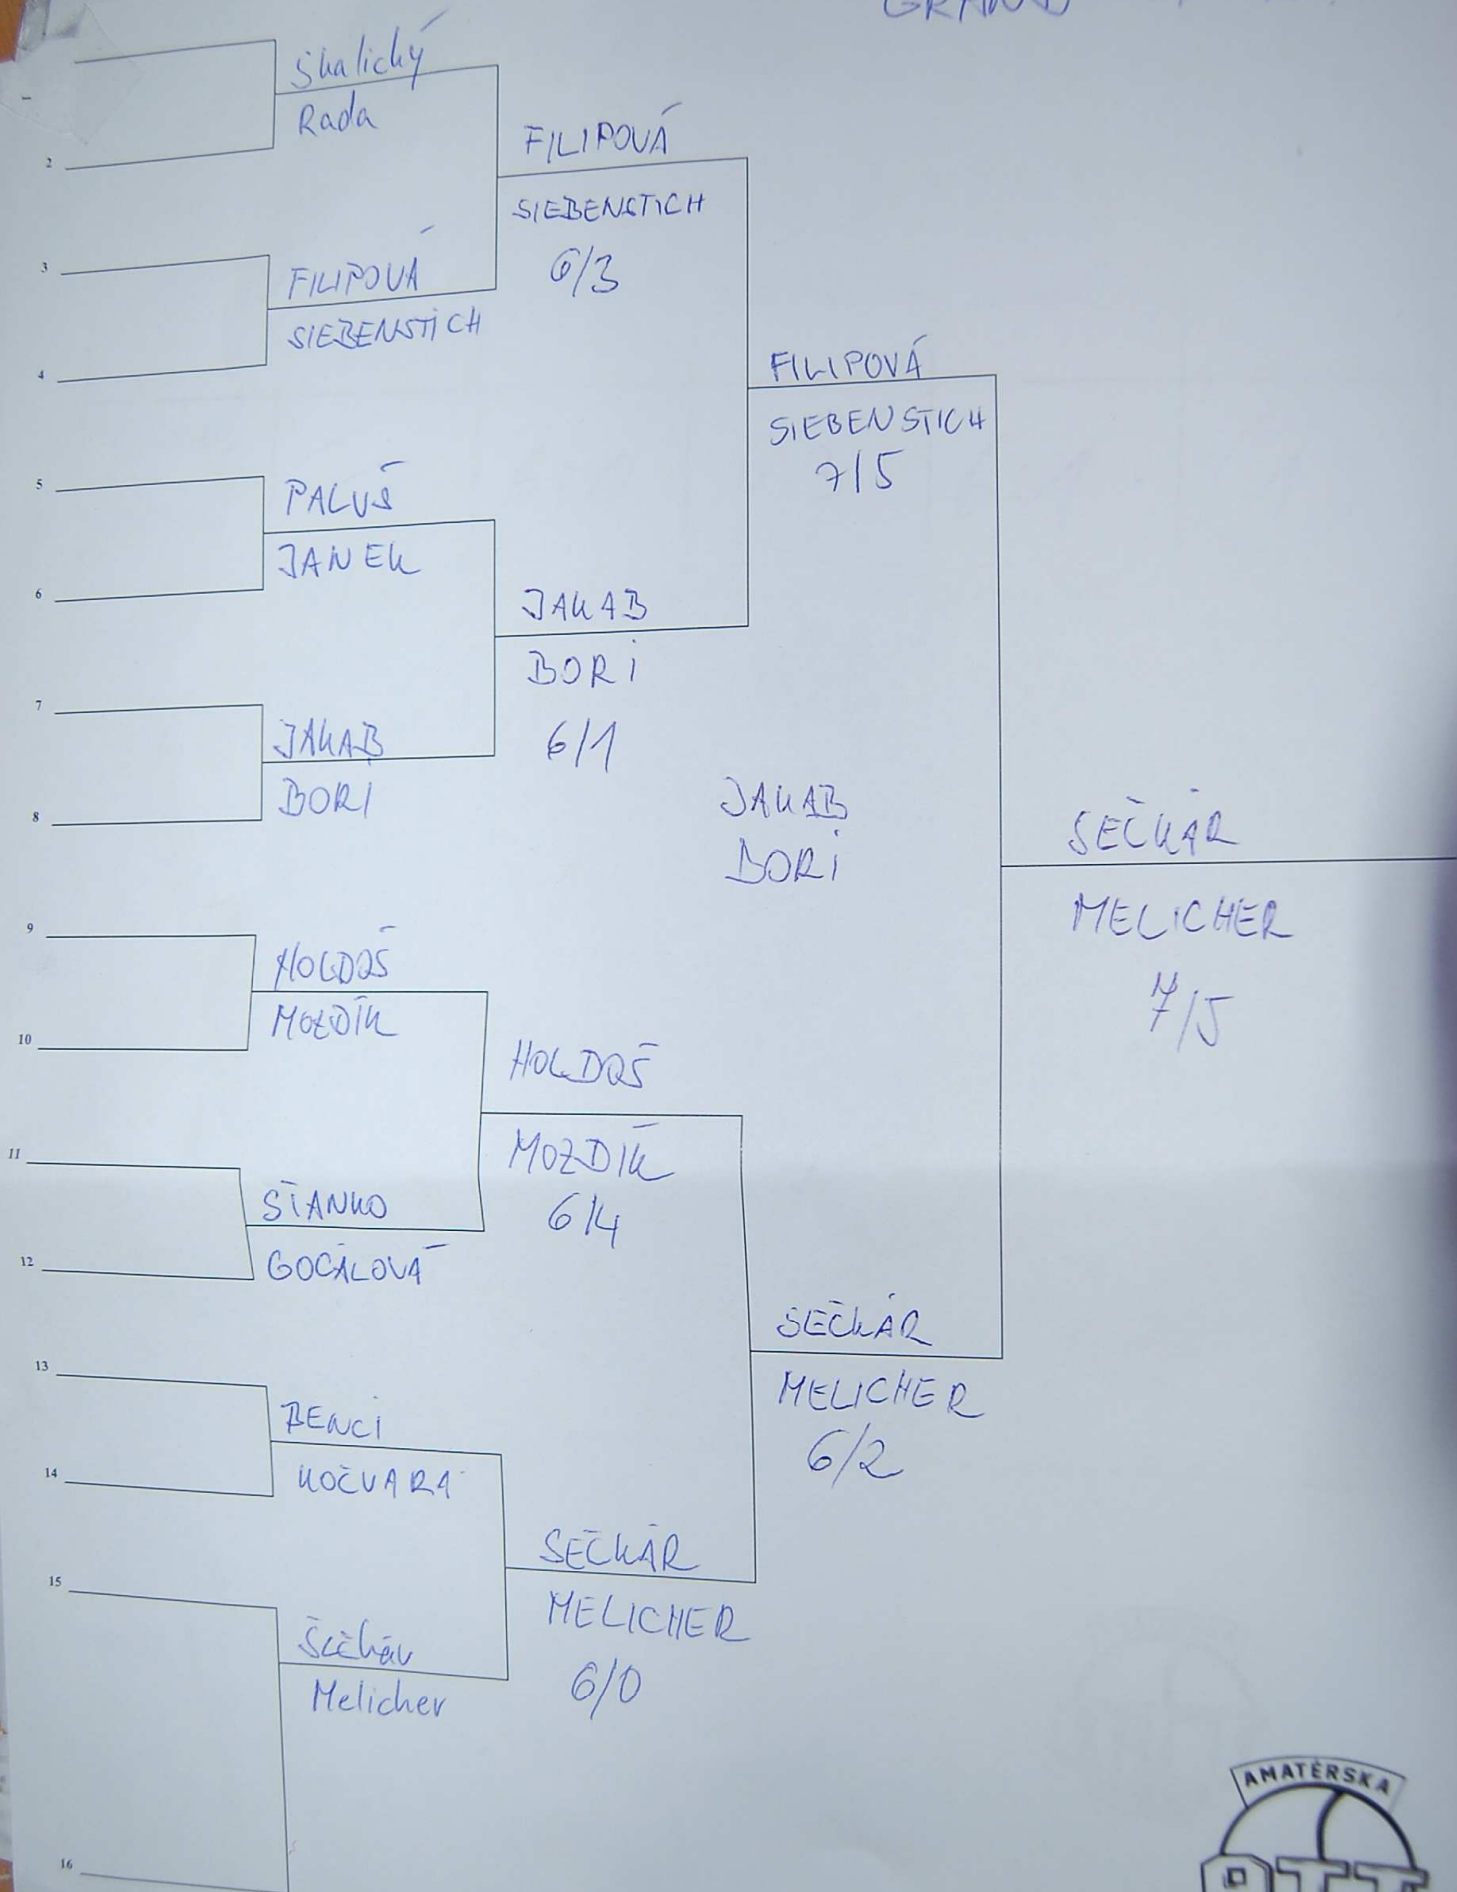 GRAND
Skalický
Rada
FILIPOVÁ
SIEBENSTICH
6/3
2
3
FILIPOVÁ
SIEBENSTICH
4
FILIPOVÁ
SIEBENSTICH
7/5
5
PALUŠ
JANEK
6
JAKAB
BORI
6/1
7
JAKAB
BORI
8
JAKAB
BORI
SEČKÁR
MELICHER
7/5
9
HOLDOŠ
MOZDÍK
10
HOLDOŠ
MOZDÍK
6/4
11
STANKO
GOCÁLOVÁ
12
SEČKÁR
MELICHER
6/2
13
BENCI
KOČVARA
14
SEČKÁR
MELICHER
6/0
15
Sečkár
Melicher
16
AMATÉRSKA